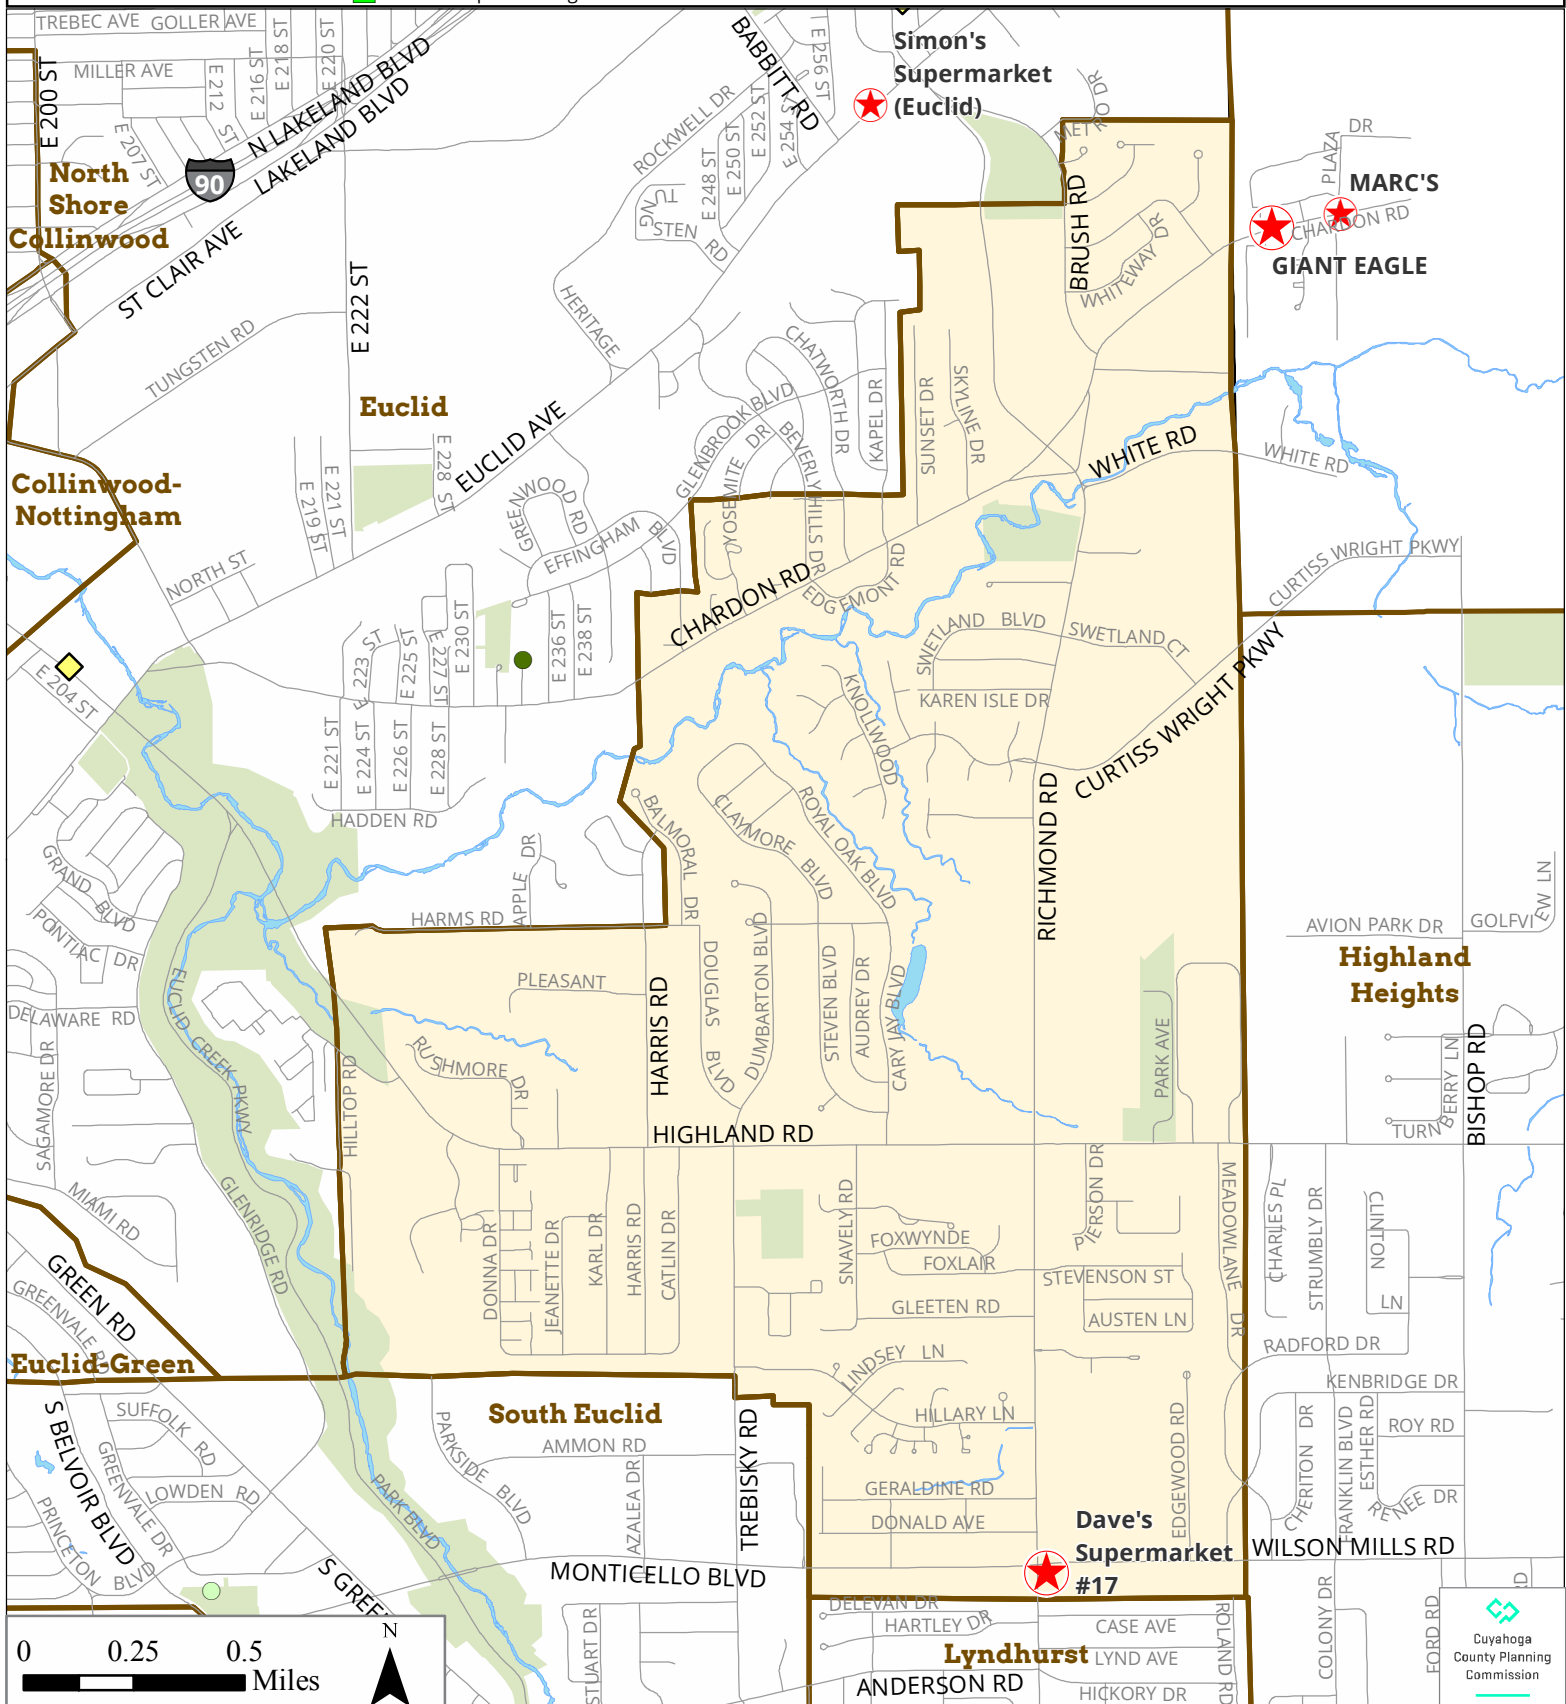 TREBEC AVE
GOLLER AVE
MILLER AVE
E 200 ST
E 212 ST
E 216 ST
E 218 ST
E 220 ST
E 207 ST
N LAKELAND BLVD
LAKELAND BLVD
90
North
Shore
Collinwood
ST CLAIR AVE
E 222 ST
TUNGSTEN RD
BABBITT RD
E 256 ST
ROCKWELL DR
E 254 S
E 252 ST
E 250 ST
E 248 ST
TUNGSTEN RD
HERITAGE
Simon's
Supermarket
(Euclid)
METRO DR
BRUSH RD
WHITEWAY DR
PLAZA
DR
MARC'S
CHARDON RD
GIANT EAGLE
Euclid
EUCLID AVE
E 228 ST
E 221 ST
E 219 ST
Collinwood-
Nottingham
NORTH ST
GREENWOOD RD
EFFINGHAM BLVD
GLENBROOK BLVD
YOSEMITE DR
BEVERLY HILLS DR
CHATWORTH DR
KAPEL DR
SUNSET DR
SKYLINE DR
WHITE RD
WHITE RD
CHARDON RD
EDGEMONT RD
CURTISS WRIGHT PKWY
CURTISS WRIGHT PKWY
SWETLAND BLVD
SWETLAND CT
KAREN ISLE DR
KNOLLWOOD
E 204 ST
E 223 ST
E 225 ST
E 227 ST
E 230 ST
E 236 ST
E 238 ST
E 221 ST
E 224 ST
E 226 ST
E 228 ST
HADDEN RD
BALMORAL DR
CLAYMORE BLVD
ROYAL OAK BLVD
RICHMOND RD
GRAND BLVD
PONTIAC DR
DELAWARE RD
SAGAMORE DR
EUCLID CREEK PKWY
APPLE DR
HARMS RD
PLEASANT
HARRIS RD
DOUGLAS BLVD
DUMBARTON BLVD
STEVEN BLVD
AUDREY DR
CARY JAY BLVD
PARK AVE
AVION PARK DR
GOLFVIEW LN
Highland
Heights
BISHOP RD
BERRY LN
TURN
RUSHMORE DR
HILLTOP RD
HIGHLAND RD
MIAMI RD
GLENRIDGE RD
GREEN RD
GREENVALE RD
Euclid-Green
DONNA DR
JEANETTE DR
KARL DR
HARRIS RD
CATLIN DR
SNAVELY RD
FOXWYNDE
FOXLAIR
GLEETEN RD
PIERSON DR
STEVENSON ST
AUSTEN LN
MEADOWLANE DR
CHARLES PL
STRUMBLY DR
CLINTON
LN
RADFORD DR
KENBRIDGE DR
LINDSEY LN
HILLARY LN
South Euclid
SUFFOLK RD
S BELVOIR BLVD
GREENVALE DR
LOWDEN RD
PRINCETON BLVD
PARK BLVD
PARKSIDE BLVD
AMMON RD
AZALEA DR
TREBISKY RD
GERALDINE RD
DONALD AVE
EDGEWOOD RD
CHERITON DR
FRANKLIN BLVD
ESTHER RD
ROY RD
RENEE DR
Dave's
Supermarket
#17
WILSON MILLS RD
MONTICELLO BLVD
S GREE
DELEVAN DR
HARTLEY DR
CASE AVE
Lyndhurst
LYND AVE
ANDERSON RD
HICKORY DR
ROLAND RD
STUART DR
COLONY DR
FORD RD
RD
0 0.25 0.5
Miles
N
Cuyahoga
County Planning
Commission